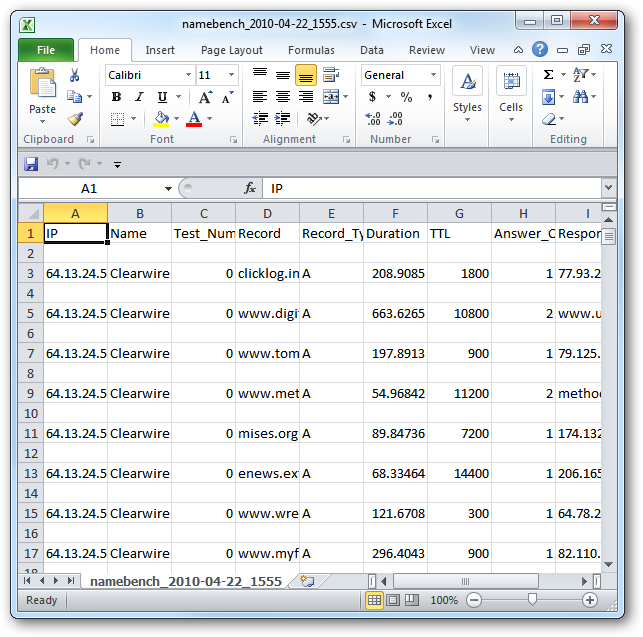 namebench_2010-04-22_1555.csv - Microsoft Excel
File Home Insert Page Layout Formulas Data Review View
Calibri 11 General
Paste B I U $ % , Styles Cells Σ
Clipboard Font Alignment Number Editing
A1 fx IP
A B C D E F G H I
1 IP Name Test_Num Record Record_Ty Duration TTL Answer_C Respor
2
3 64.13.24.5 Clearwire 0 clicklog.in A 208.9085 1800 1 77.93.2
4
5 64.13.24.5 Clearwire 0 www.digi A 663.6265 10800 2 www.u
6
7 64.13.24.5 Clearwire 0 www.tom A 197.8913 900 1 79.125.
8
9 64.13.24.5 Clearwire 0 www.met A 54.96842 11200 2 method
10
11 64.13.24.5 Clearwire 0 mises.org A 89.84736 7200 1 174.132
12
13 64.13.24.5 Clearwire 0 enews.ex A 68.33464 14400 1 206.165
14
15 64.13.24.5 Clearwire 0 www.wre A 121.6708 300 1 64.78.2
16
17 64.13.24.5 Clearwire 0 www.myf A 296.4043 900 1 82.110.
18
namebench_2010-04-22_1555
Ready 100%